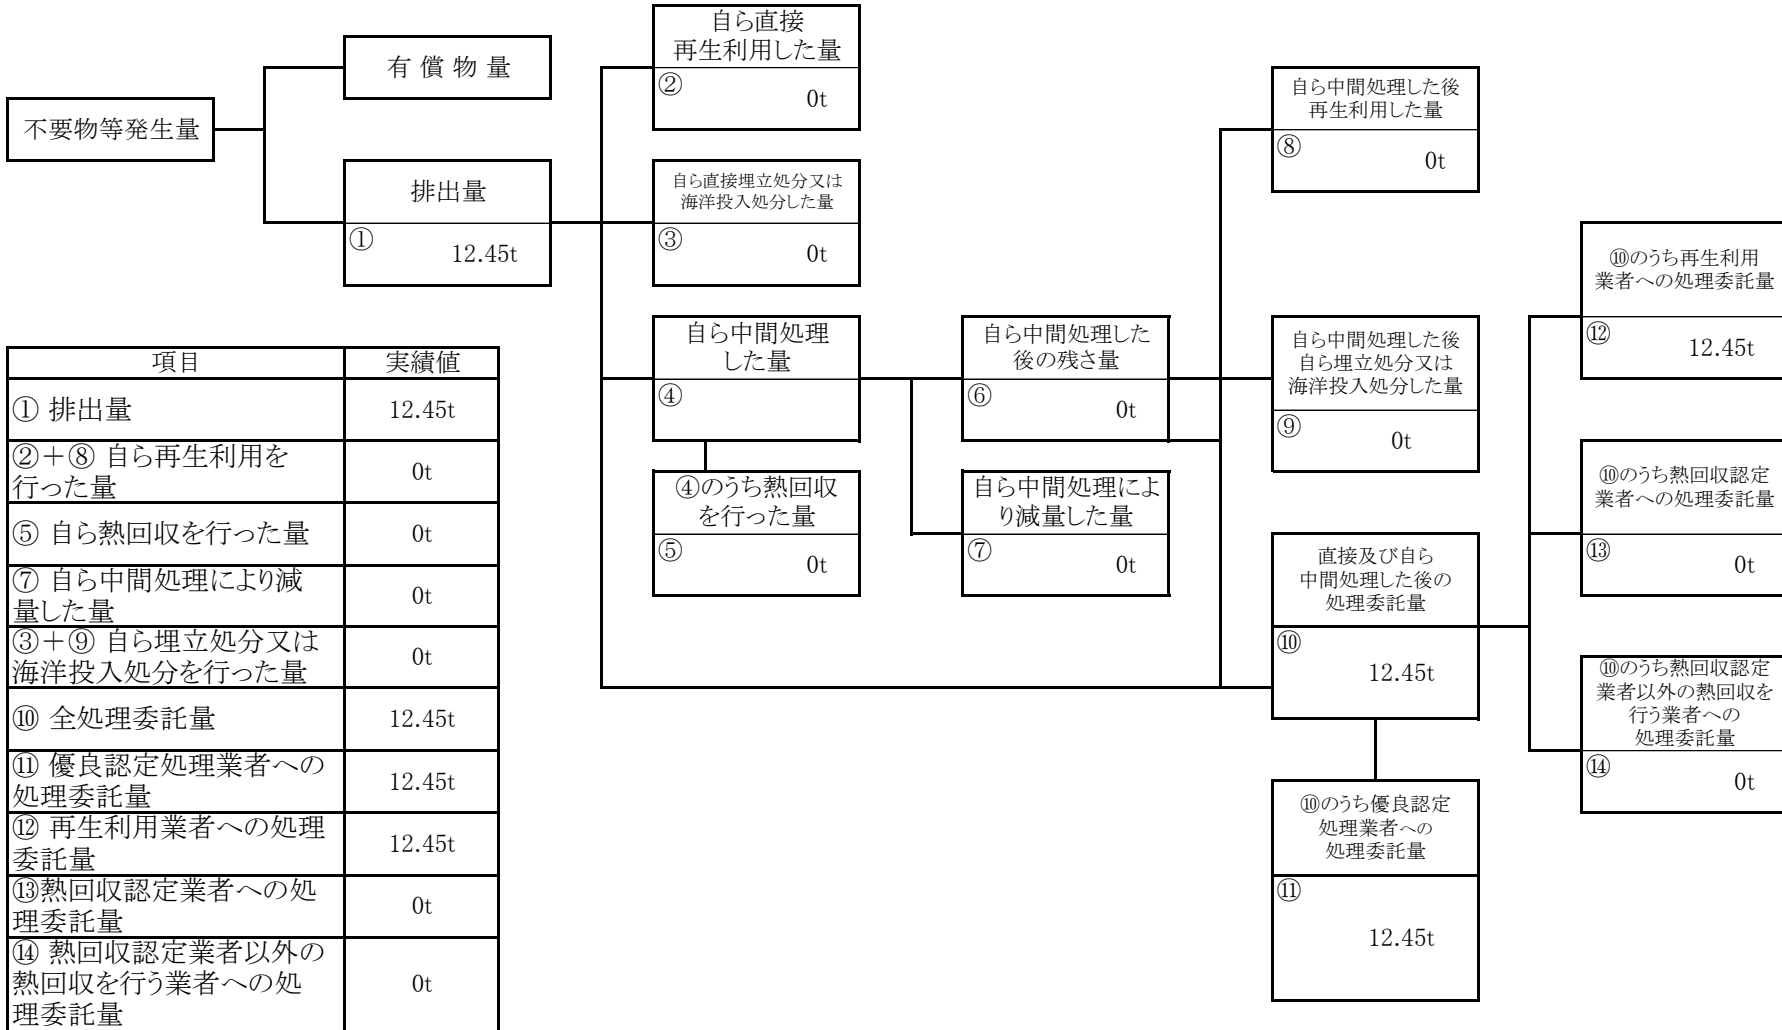 不要物等発生量
有 償 物 量
排出量
①
12.45t
自ら直接
再生利用した量
②
0t
自ら直接埋立処分又は
海洋投入処分した量
③
0t
自ら中間処理
した量
④
④のうち熱回収
を行った量
⑤
0t
自ら中間処理した
後の残さ量
⑥
0t
自ら中間処理によ
り減量した量
⑦
0t
自ら中間処理した後
再生利用した量
⑧
0t
自ら中間処理した後
自ら埋立処分又は
海洋投入処分した量
⑨
0t
直接及び自ら
中間処理した後の
処理委託量
⑩
12.45t
⑩のうち優良認定
処理業者への
処理委託量
⑪
12.45t
⑩のうち再生利用
業者への処理委託量
⑫
12.45t
⑩のうち熱回収認定
業者への処理委託量
⑬
0t
⑩のうち熱回収認定
業者以外の熱回収を
行う業者への
処理委託量
⑭
0t
項目 実績値
① 排出量 12.45t
②＋⑧ 自ら再生利用を
行った量 0t
⑤ 自ら熱回収を行った量 0t
⑦ 自ら中間処理により減
量した量 0t
③＋⑨ 自ら埋立処分又は
海洋投入処分を行った量 0t
⑩ 全処理委託量 12.45t
⑪ 優良認定処理業者への
処理委託量 12.45t
⑫ 再生利用業者への処理
委託量 12.45t
⑬熱回収認定業者への処
理委託量 0t
⑭ 熱回収認定業者以外の
熱回収を行う業者への処
理委託量 0t